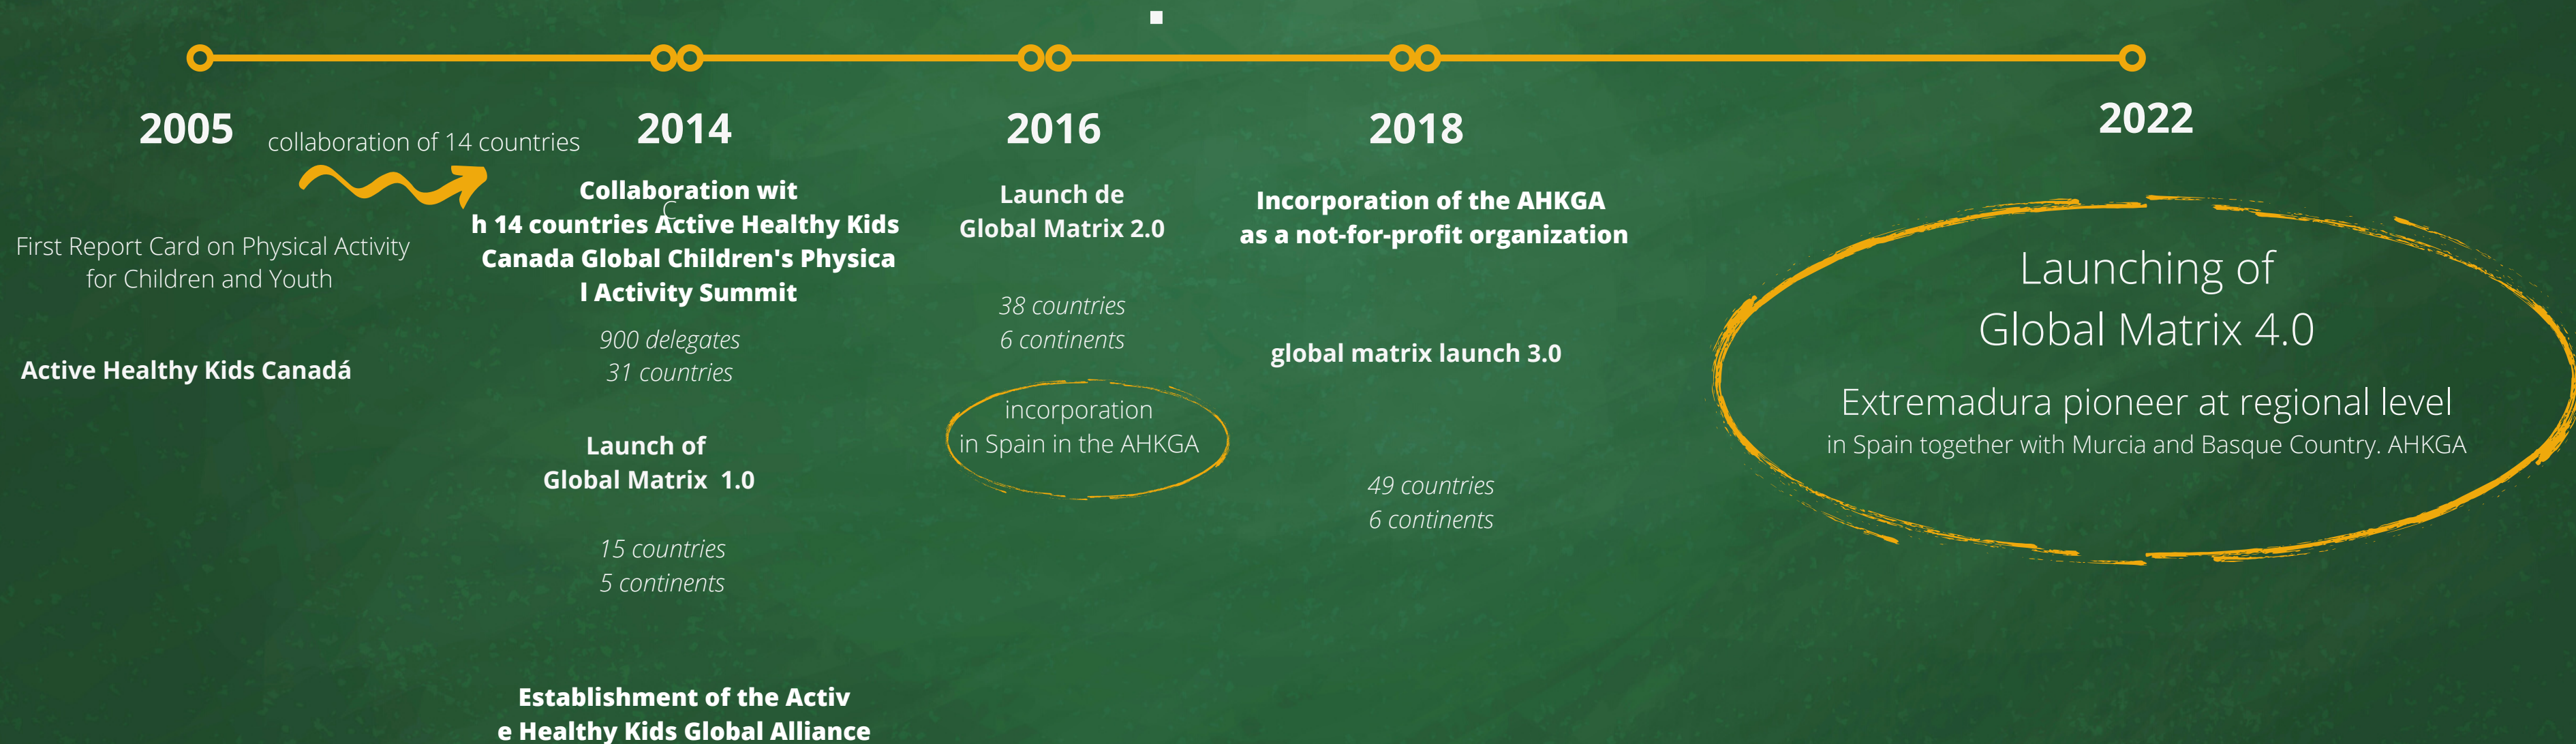 2005
collaboration of 14 countries
First Report Card on Physical Activity
for Children and Youth
Active Healthy Kids Canadá
2014
Collaboration wit
C
h 14 countries Active Healthy Kids
Canada Global Children's Physica
l Activity Summit
900 delegates
31 countries
Launch of
Global Matrix 1.0
15 countries
5 continents
Establishment of the Activ
e Healthy Kids Global Alliance
2016
Launch de
Global Matrix 2.0
38 countries
6 continents
incorporation
in Spain in the AHKGA
2018
Incorporation of the AHKGA
as a not-for-profit organization
global matrix launch 3.0
49 countries
6 continents
2022
Launching of
Global Matrix 4.0
Extremadura pioneer at regional level
in Spain together with Murcia and Basque Country. AHKGA